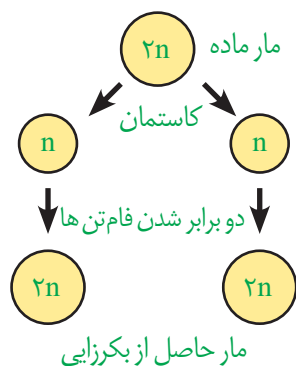 مار ماده
۲n
کاستمان
n
n
دو برابر شدن فام‌تن ها
۲n
۲n
مار حاصل از بکرزایی